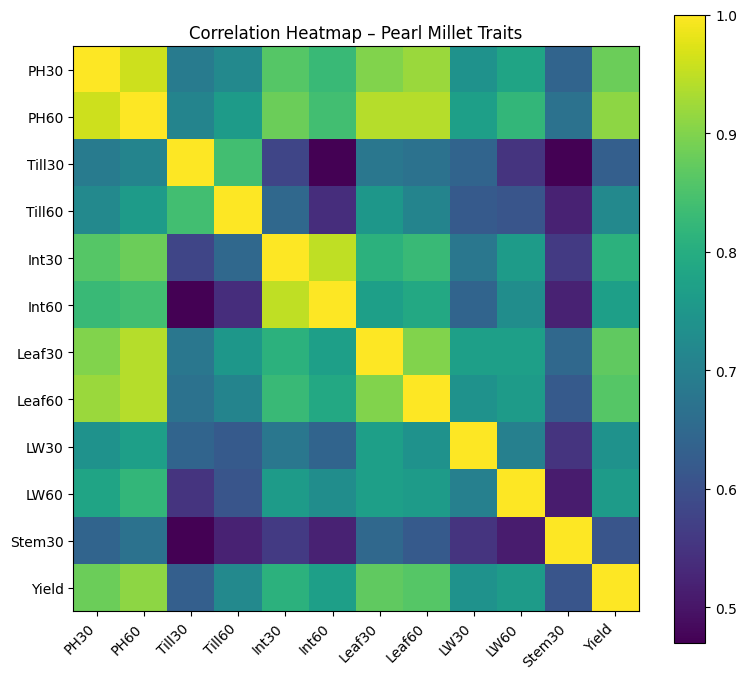 Correlation Heatmap – Pearl Millet Traits
PH30
PH60
Till30
Till60
Int30
Int60
Leaf30
Leaf60
LW30
LW60
Stem30
Yield
PH30
PH60
Till30
Till60
Int30
Int60
Leaf30
Leaf60
LW30
LW60
Stem30
Yield
1.0
0.9
0.8
0.7
0.6
0.5